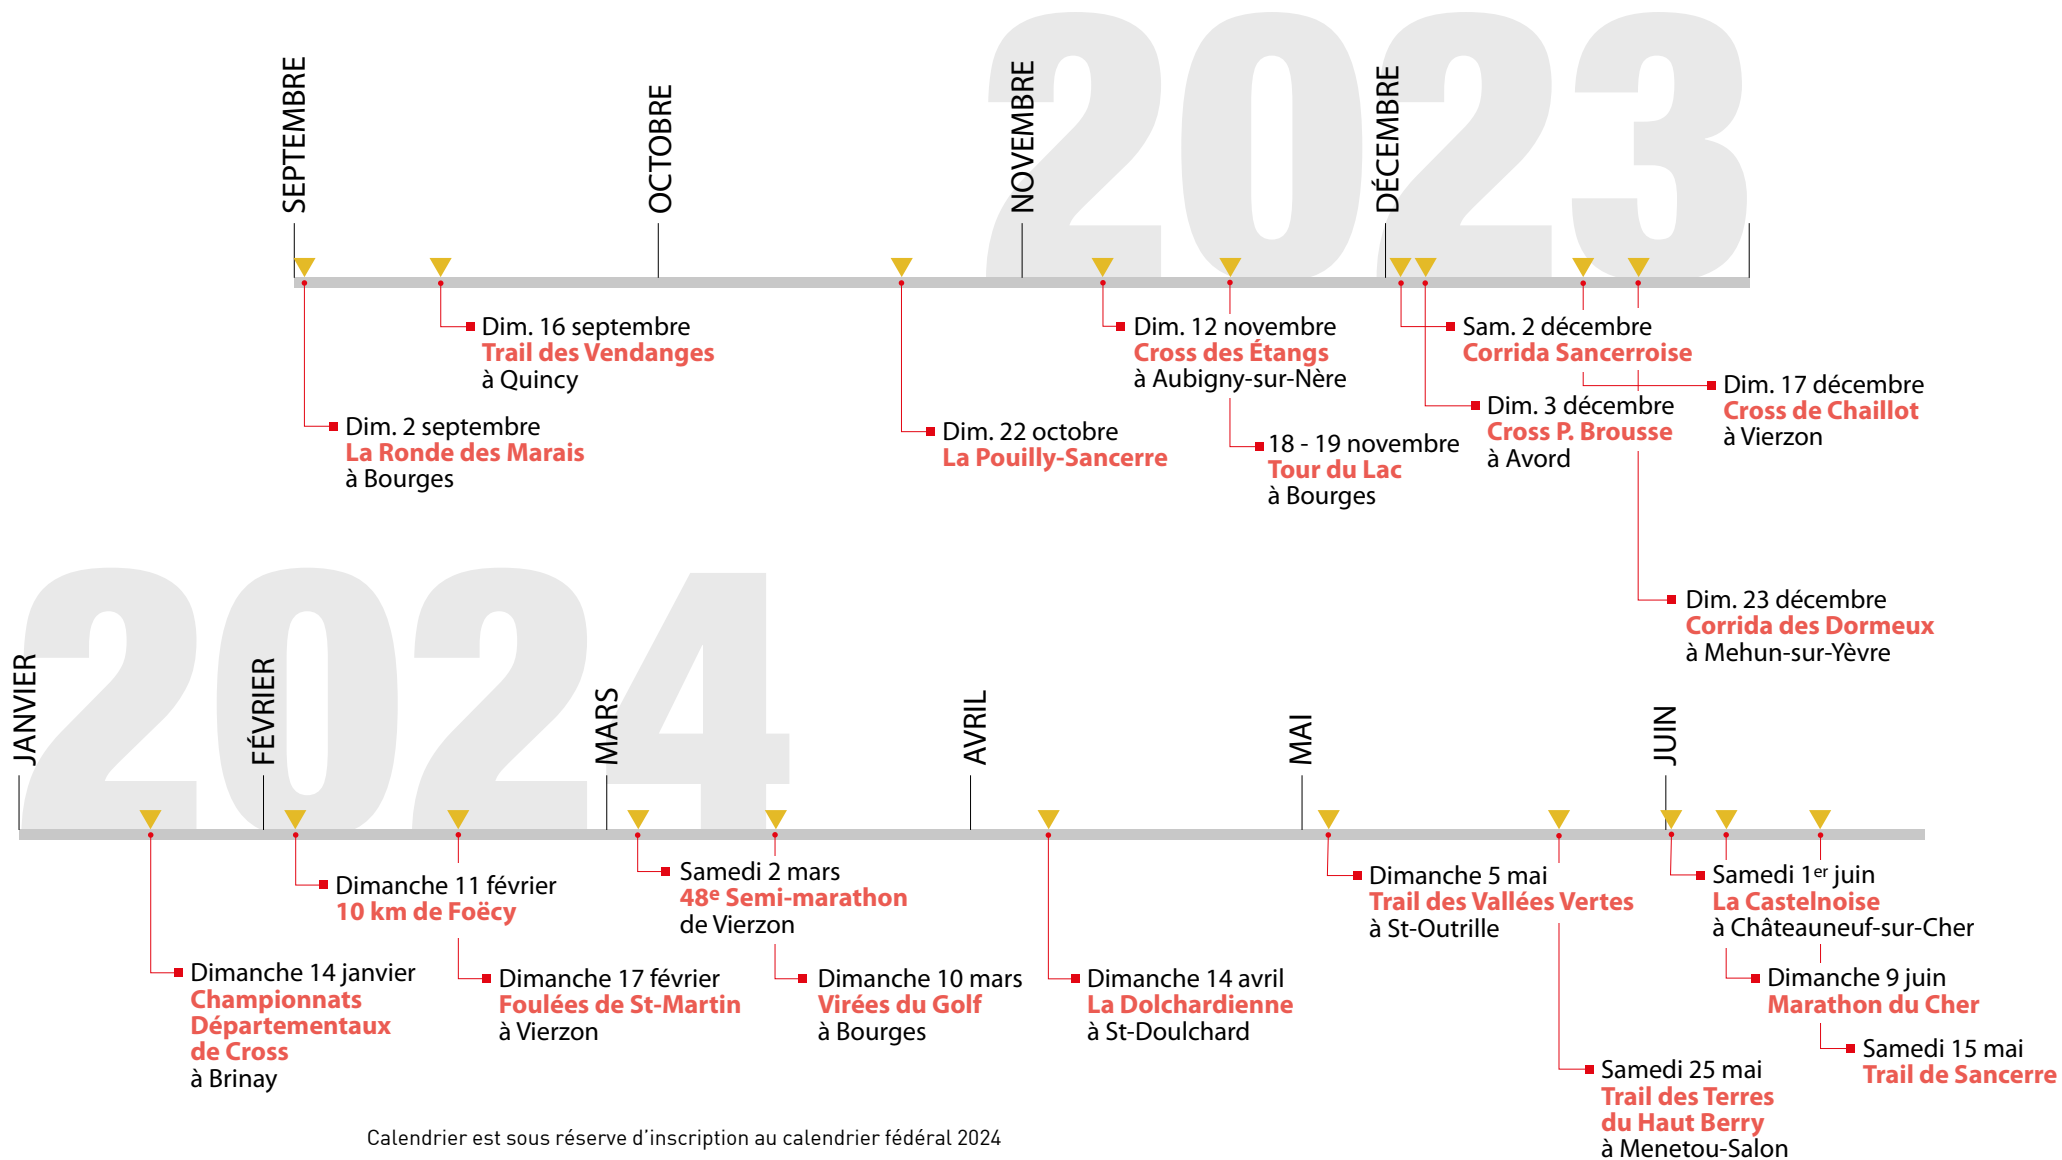 2023
SEPTEMBRE
OCTOBRE
NOVEMBRE
DÉCEMBRE
Dim. 2 septembre
La Ronde des Marais
à Bourges
Dim. 16 septembre
Trail des Vendanges
à Quincy
Dim. 22 octobre
La Pouilly-Sancerre
Dim. 12 novembre
Cross des Étangs
à Aubigny-sur-Nère
18 - 19 novembre
Tour du Lac
à Bourges
Sam. 2 décembre
Corrida Sancerroise
Dim. 3 décembre
Cross P. Brousse
à Avord
Dim. 17 décembre
Cross de Chaillot
à Vierzon
Dim. 23 décembre
Corrida des Dormeux
à Mehun-sur-Yèvre
2024
JANVIER
FÉVRIER
MARS
AVRIL
MAI
JUIN
Dimanche 14 janvier
Championnats
Départementaux
de Cross
à Brinay
Dimanche 11 février
10 km de Foëcy
Dimanche 17 février
Foulées de St-Martin
à Vierzon
Samedi 2 mars
48e Semi-marathon
de Vierzon
Dimanche 10 mars
Virées du Golf
à Bourges
Dimanche 14 avril
La Dolchardienne
à St-Doulchard
Dimanche 5 mai
Trail des Vallées Vertes
à St-Outrille
Samedi 25 mai
Trail des Terres
du Haut Berry
à Menetou-Salon
Samedi 1er juin
La Castelnoise
à Châteauneuf-sur-Cher
Dimanche 9 juin
Marathon du Cher
Samedi 15 mai
Trail de Sancerre
Calendrier est sous réserve d'inscription au calendrier fédéral 2024